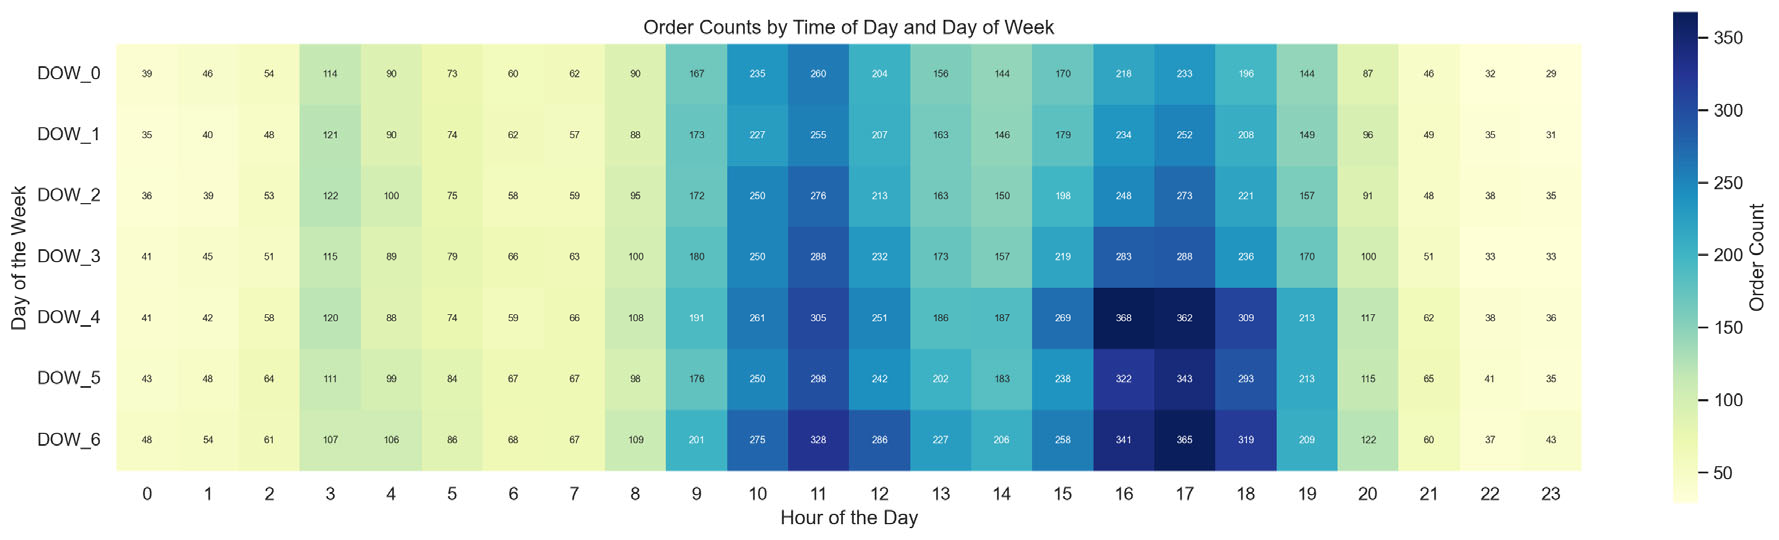 Order Counts by Time of Day and Day of Week
DOW_0 39 46 54 114 90 73 60 62 90 167 235 260 204 156 144 170 218 233 196 144 87 46 32 29
DOW_1 35 40 48 121 90 74 62 57 88 173 227 255 207 163 146 179 234 252 208 149 96 49 35 31
DOW_2 36 39 53 122 100 75 58 59 95 172 250 276 213 163 150 198 248 273 221 157 91 48 38 35
DOW_3 41 45 51 115 89 79 66 63 100 180 250 288 232 173 157 219 283 288 236 170 100 51 33 33
DOW_4 41 42 58 120 88 74 59 66 108 191 261 305 251 186 187 269 368 362 309 213 117 62 38 36
DOW_5 43 48 64 111 99 84 67 67 98 176 250 298 242 202 183 238 322 343 293 213 115 65 41 35
DOW_6 48 54 61 107 106 86 68 67 109 201 275 328 286 227 206 258 341 365 319 209 122 60 37 43
0 1 2 3 4 5 6 7 8 9 10 11 12 13 14 15 16 17 18 19 20 21 22 23
Hour of the Day
Day of the Week
350
300
250
200
150
100
50
Order Count